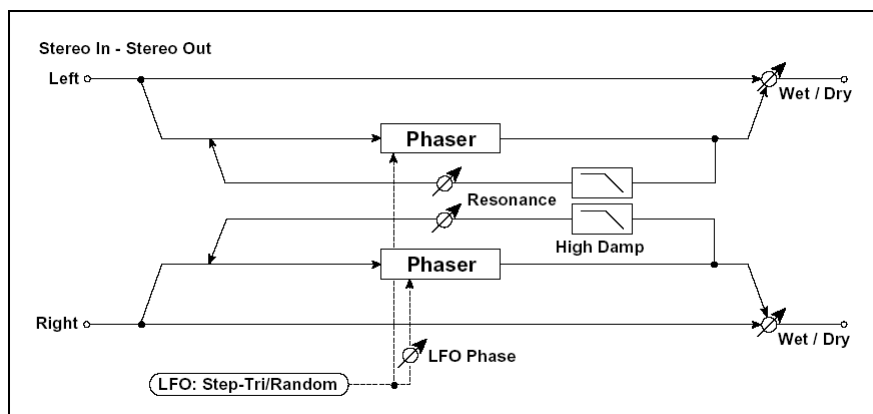 Stereo In - Stereo Out
Left
Wet / Dry
Phaser
Resonance
High Damp
Phaser
Right
Wet / Dry
LFO Phase
LFO: Step-Tri/Random